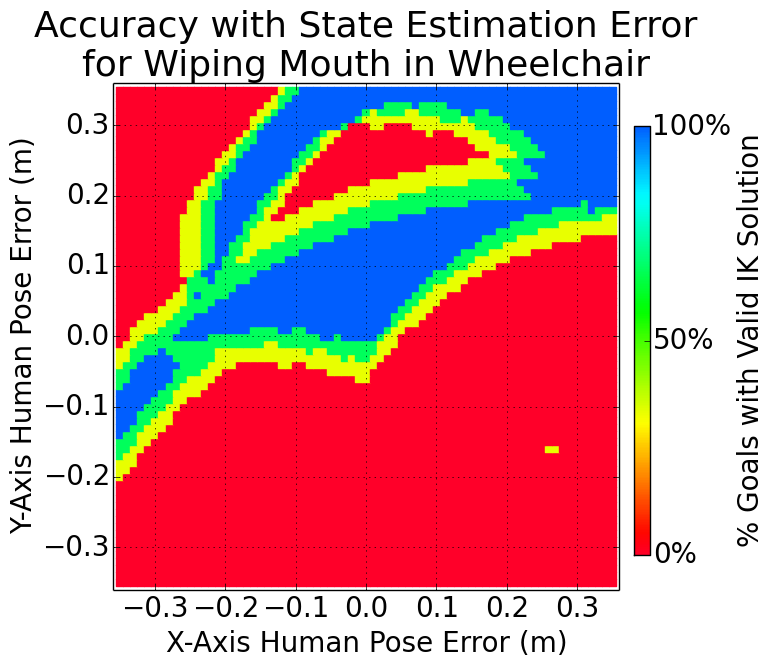 Accuracy with State Estimation Error
for Wiping Mouth in Wheelchair
Y-Axis Human Pose Error (m)
0.3
0.2
0.1
0.0
−0.1
−0.2
−0.3
−0.3 −0.2 −0.1 0.0 0.1 0.2 0.3
X-Axis Human Pose Error (m)
100%
50%
0%
% Goals with Valid IK Solution